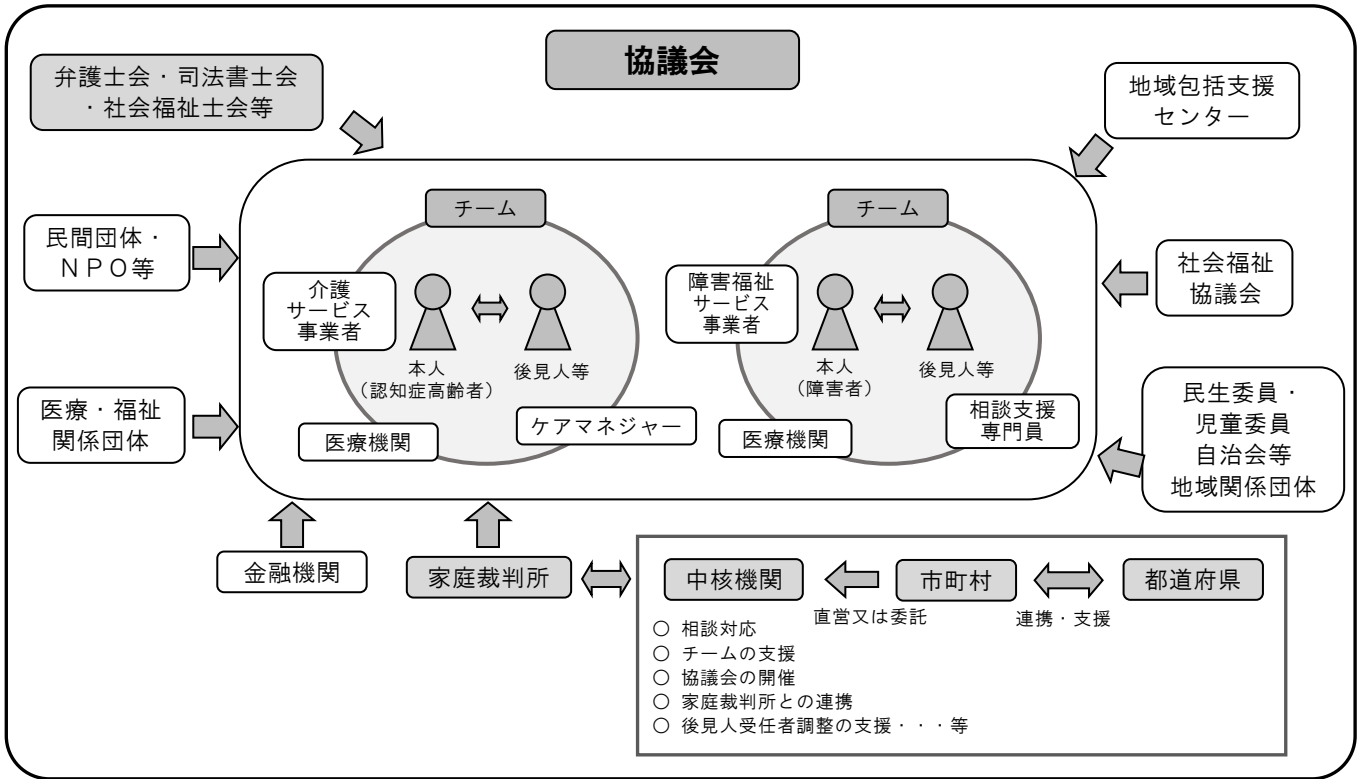 協議会
弁護士会・司法書士会
・社会福祉士会等
地域包括支援
センター
民間団体・
ＮＰＯ等
社会福祉
協議会
医療・福祉
関係団体
民生委員・
児童委員
自治会等
地域関係団体
チーム
介護
サービス
事業者
本人
（認知症高齢者）
後見人等
医療機関
ケアマネジャー
チーム
障害福祉
サービス
事業者
本人
（障害者）
後見人等
医療機関
相談支援
専門員
金融機関
家庭裁判所
中核機関
直営又は委託
市町村
連携・支援
都道府県
○ 相談対応
○ チームの支援
○ 協議会の開催
○ 家庭裁判所との連携
○ 後見人受任者調整の支援・・・等